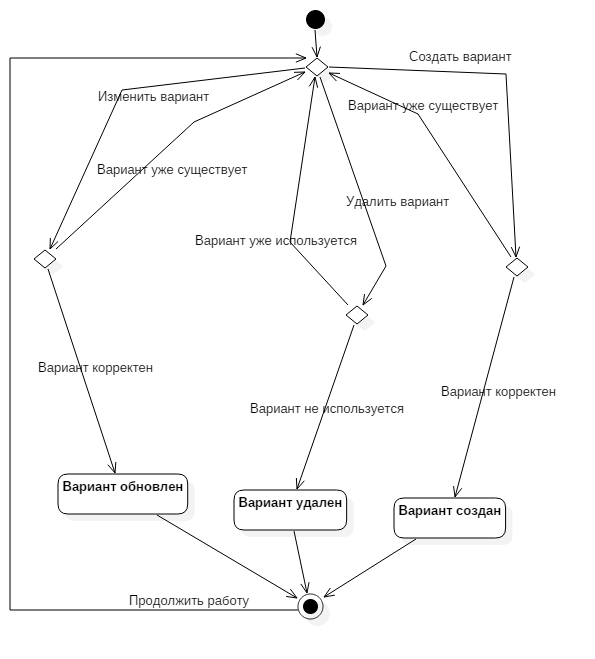 Создать вариант
Изменить вариант
Вариант уже существует
Вариант уже существует
Удалить вариант
Вариант уже используется
Вариант корректен
Вариант корректен
Вариант не используется
Вариант обновлен
Вариант удален
Вариант создан
Продолжить работу